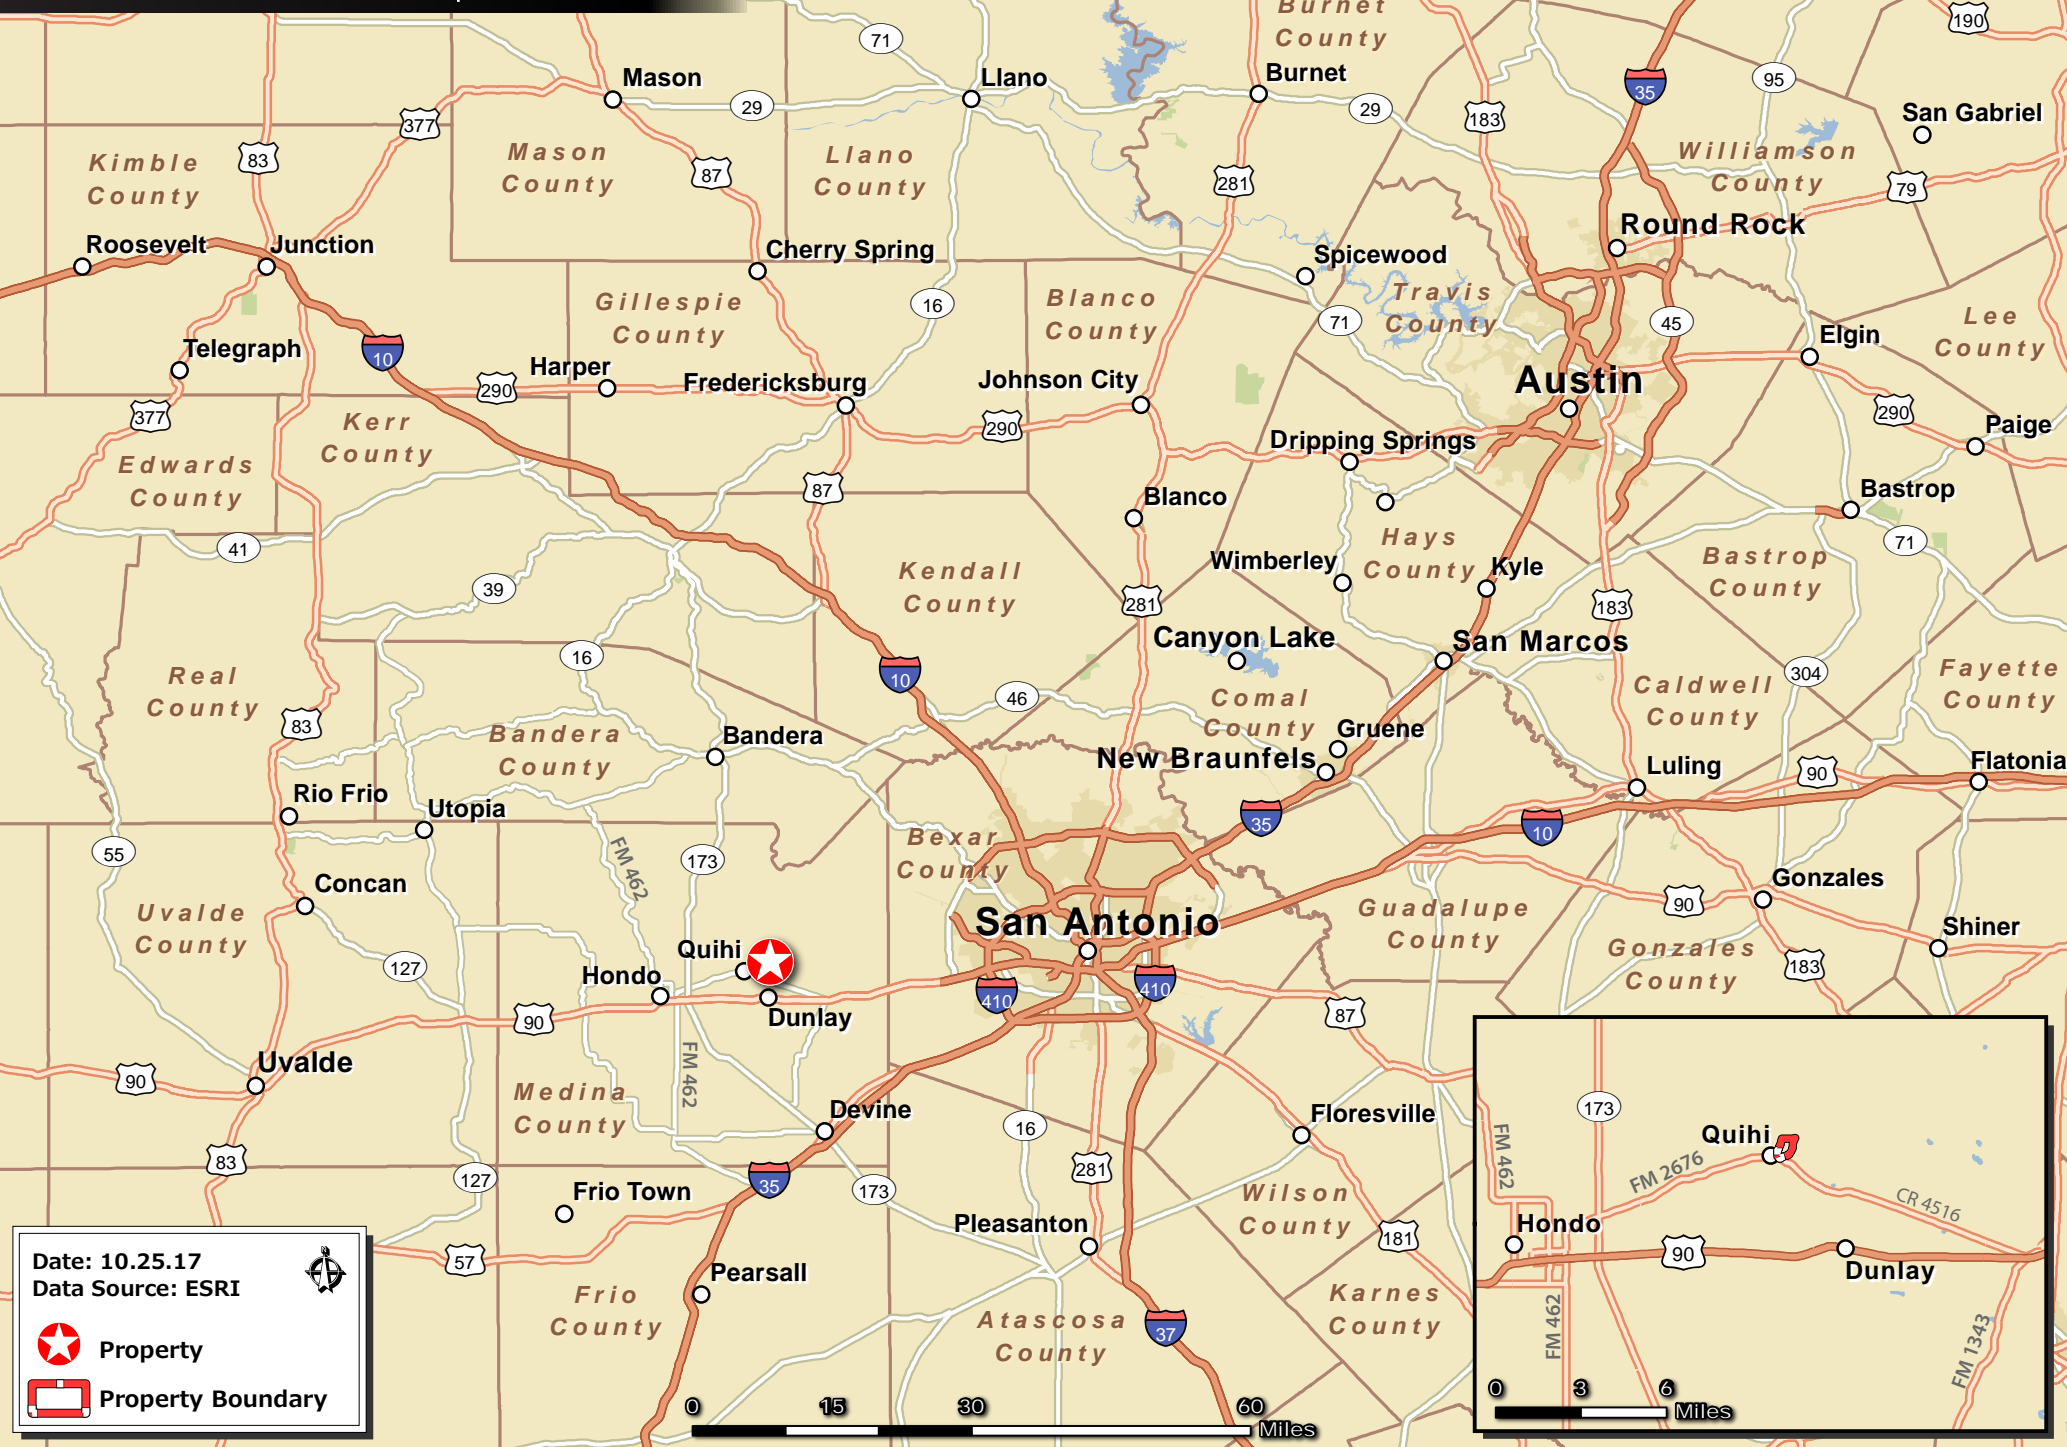 Burnet
County
190
71
Mason
Llano
Burnet
35
95
29
29
183
San Gabriel
377
83
Kimble
County
Mason
County
87
Llano
County
281
Williamson
County
79
Roosevelt
Junction
Cherry Spring
Spicewood
Round Rock
Gillespie
County
16
Blanco
County
71
Travis
County
45
Elgin
Lee
County
Telegraph
10
290
Harper
Fredericksburg
Johnson City
Austin
377
Kerr
County
290
290
Paige
Edwards
County
87
Dripping Springs
Blanco
Bastrop
41
39
Kendall
County
281
Wimberley
Hays
County
Kyle
183
Bastrop
County
71
16
Canyon Lake
San Marcos
Real
County
10
46
Comal
County
Caldwell
County
304
Fayette
County
83
Bandera
County
Bandera
Gruene
New Braunfels
Luling
90
Flatonia
Rio Frio
Utopia
35
10
55
FM 462
173
Bexar
County
Concan
Gonzales
Uvalde
County
90
San Antonio
Guadalupe
County
Shiner
127
Quihi
Hondo
Gonzales
County
183
410
410
90
Dunlay
87
Uvalde
90
FM 462
Medina
County
Devine
16
Floresville
173
Quihi
83
127
35
173
281
FM 462
FM 2676
CR 4516
Frio Town
Wilson
County
Pleasanton
181
Hondo
90
Dunlay
57
Pearsall
Frio
County
Atascosa
County
37
Karnes
County
FM 462
FM 1343
Date: 10.25.17
Data Source: ESRI
Property
Property Boundary
0 15 30 60
Miles
0 3 6
Miles